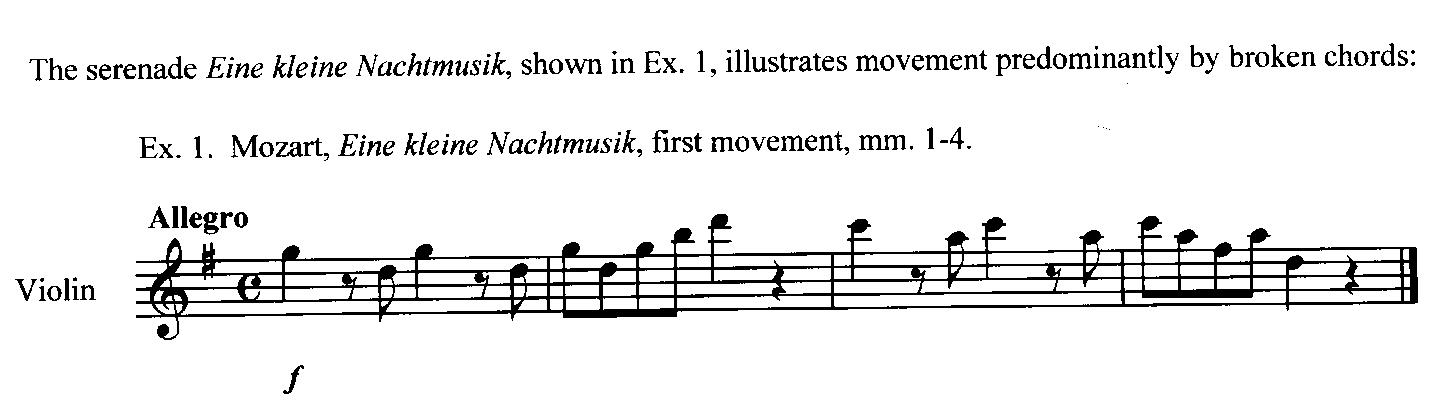 The serenade Eine kleine Nachtmusik, shown in Ex. 1, illustrates movement predominantly by broken chords:
Ex. 1. Mozart, Eine kleine Nachtmusik, first movement, mm. 1-4.
Allegro
Violin
f